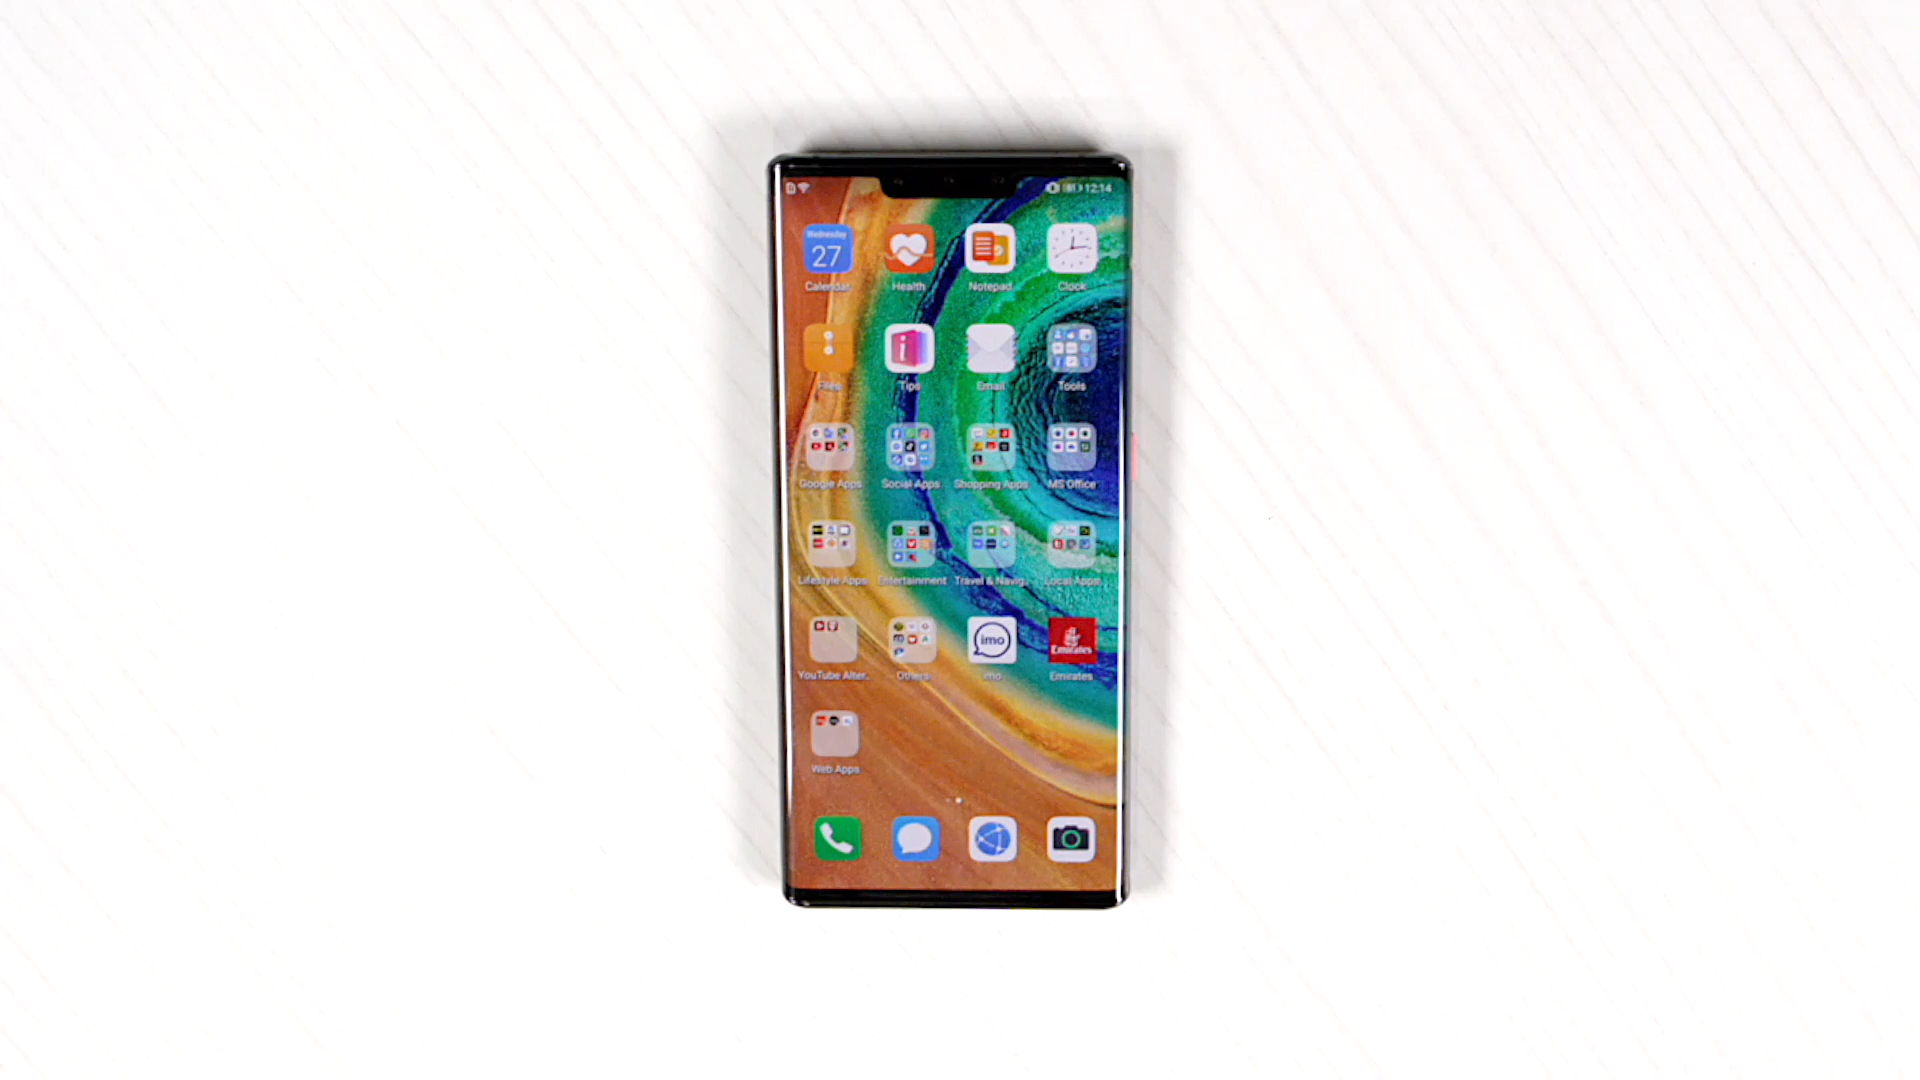 12:14
Wednesday
27
Calendar
Health
Notepad
Clock
Files
Tips
Email
Tools
Google Apps
Social Apps
Shopping Apps
MS Office
Lifestyle Apps
Entertainment
Travel & Navig..
Local Apps
YouTube Alter..
Others
imo
imo
Emirates
Emirates
Web Apps